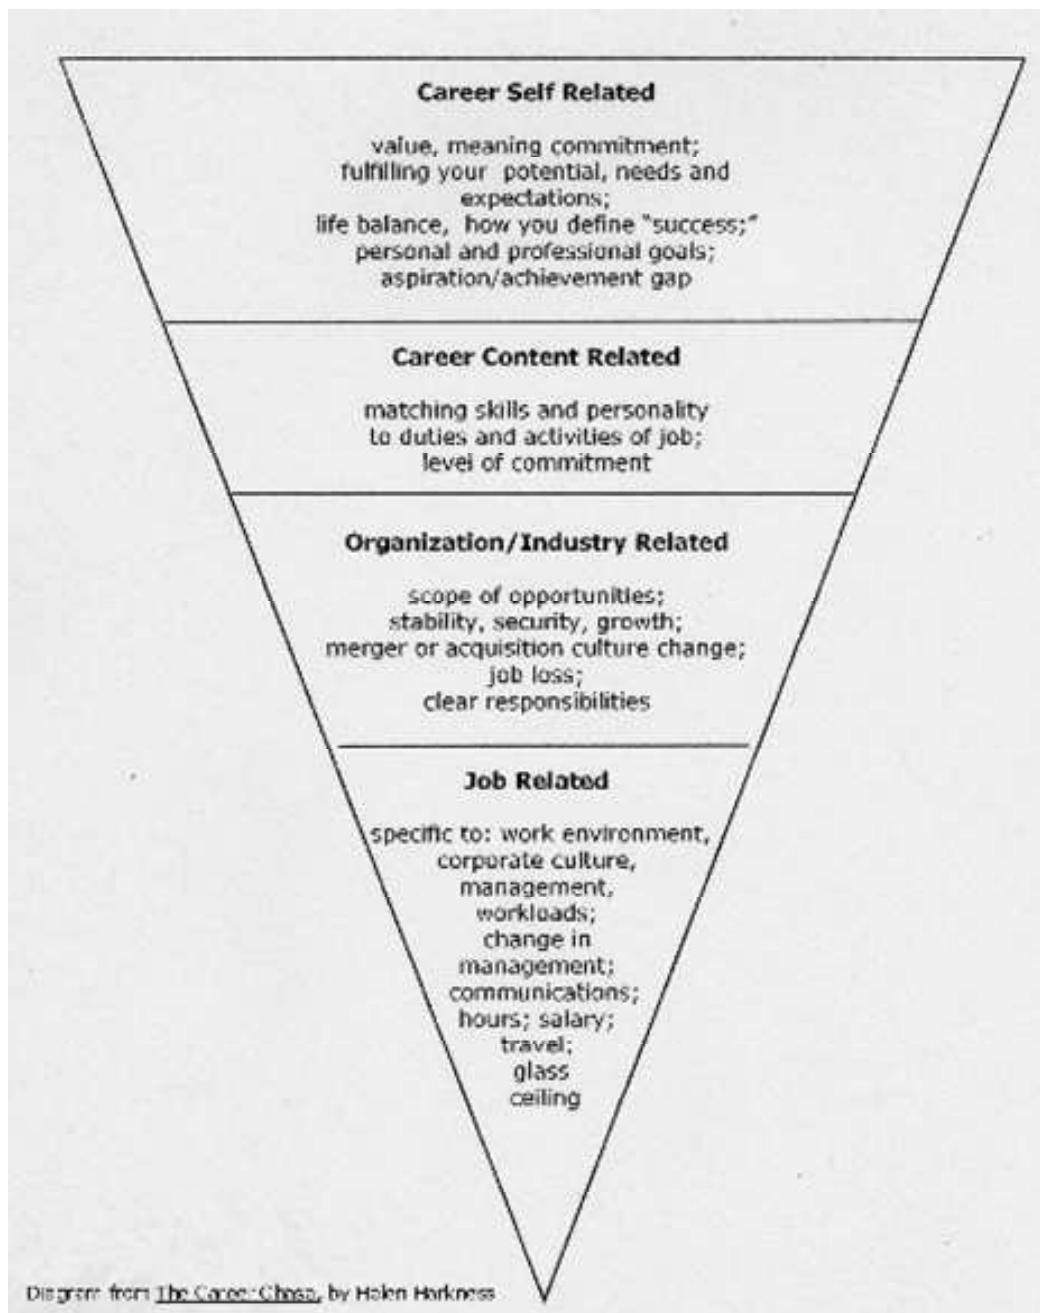 Career Self Related
value, meaning commitment;
fulfilling your potential, needs and
expectations;
life balance, how you define "success;"
personal and professional goals;
aspiration/achievement gap
Career Content Related
matching skills and personality
to duties and activities of job;
level of commitment
Organization/Industry Related
scope of opportunities;
stability, security, growth;
merger or acquisition culture change;
job loss;
clear responsibilities
Job Related
specific to: work environment,
corporate culture,
management,
workloads;
change in
management;
communications;
hours; salary;
travel;
glass
ceiling
Diagram from The Career Chase, by Helen Harkness